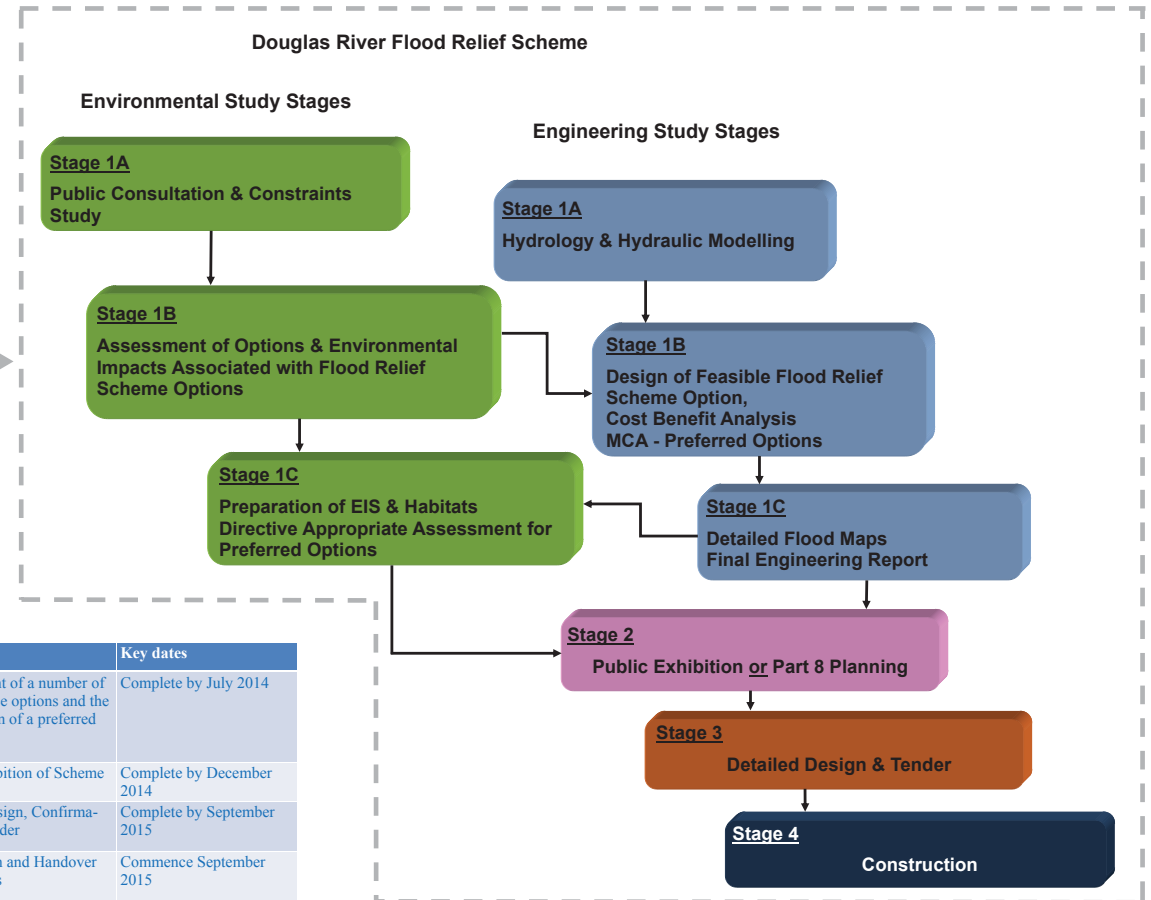 Douglas River Flood Relief Scheme
Environmental Study Stages
Engineering Study Stages
Stage 1A
Public Consultation & Constraints
Study
Stage 1A
Hydrology & Hydraulic Modelling
Stage 1B
Assessment of Options & Environmental
Impacts Associated with Flood Relief
Scheme Options
Stage 1B
Design of Feasible Flood Relief
Scheme Option,
Cost Benefit Analysis
MCA - Preferred Options
Stage 1C
Preparation of EIS & Habitats
Directive Appropriate Assessment for
Preferred Options
Stage 1C
Detailed Flood Maps
Final Engineering Report
Stage 2
Public Exhibition or Part 8 Planning
Stage 3
Detailed Design & Tender
Stage 4
Construction
Key dates
of a number of
options and the
of a preferred
Complete by July 2014
of Scheme
Complete by December
2014
Confirma-
Complete by September
2015
and Handover
Commence September
2015